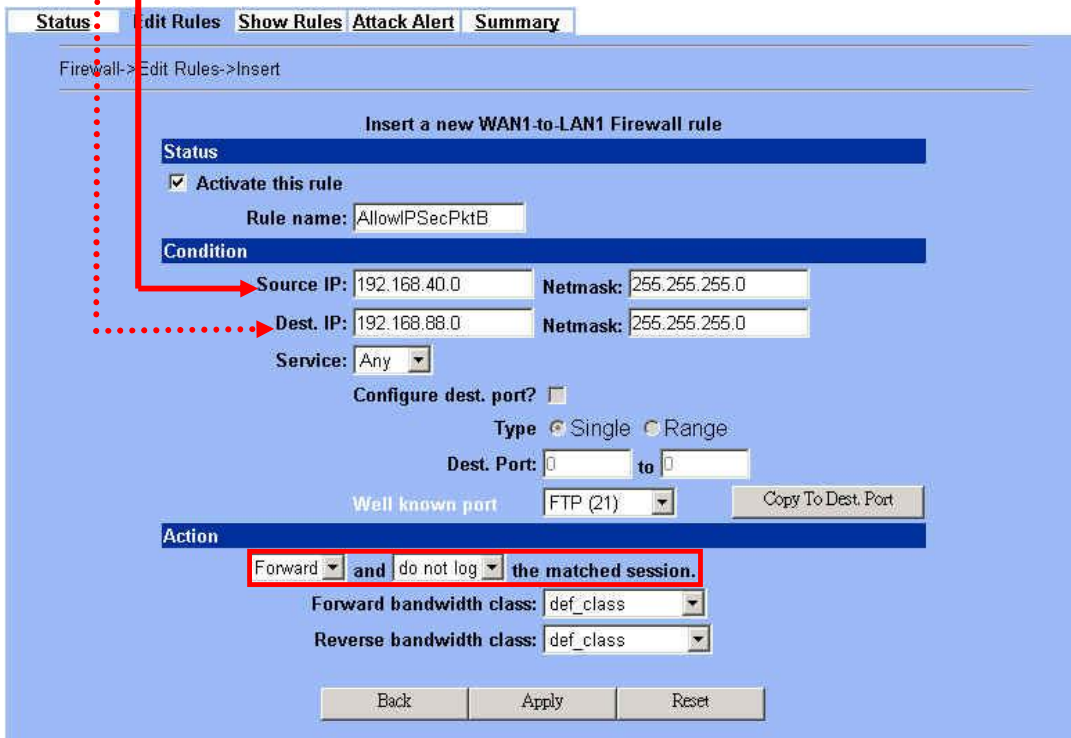 Status Edit Rules Show Rules Attack Alert Summary
Firewall->Edit Rules->Insert
Insert a new WAN1-to-LAN1 Firewall rule
Status
Activate this rule
Rule name: AllowIPSecPktB
Condition
Source IP: 192.168.40.0 Netmask: 255.255.255.0
Dest. IP: 192.168.88.0 Netmask: 255.255.255.0
Service: Any
Configure dest. port?
Type Single Range
Dest. Port: 0 to 0
Well known port FTP (21) Copy To Dest. Port
Action
Forward and do not log the matched session.
Forward bandwidth class: def_class
Reverse bandwidth class: def_class
Back Apply Reset